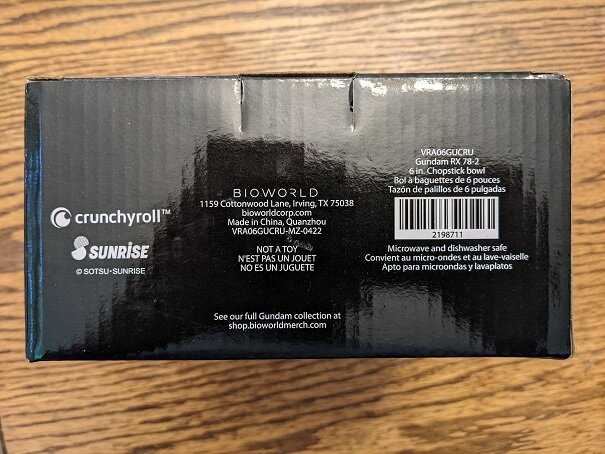 crunchyroll™
SUNRISE
© SOTSU·SUNRISE
BIOWORLD
1159 Cottonwood Lane, Irving, TX 75038
bioworldcorp.com
Made in China, Quanzhou
VRA06GUCRU-MZ-0422
NOT A TOY
N'EST PAS UN JOUET
NO ES UN JUGUETE
See our full Gundam collection at
shop.bioworldmerch.com
VRA06GUCRU
Gundam RX 78-2
6 in. Chopstick bowl
Bol à baguettes de 6 pouces
Tazón de palillos de 6 pulgadas
2198711
Microwave and dishwasher safe
Convient au micro-ondes et au lave-vaiselle
Apto para microondas y lavaplatos